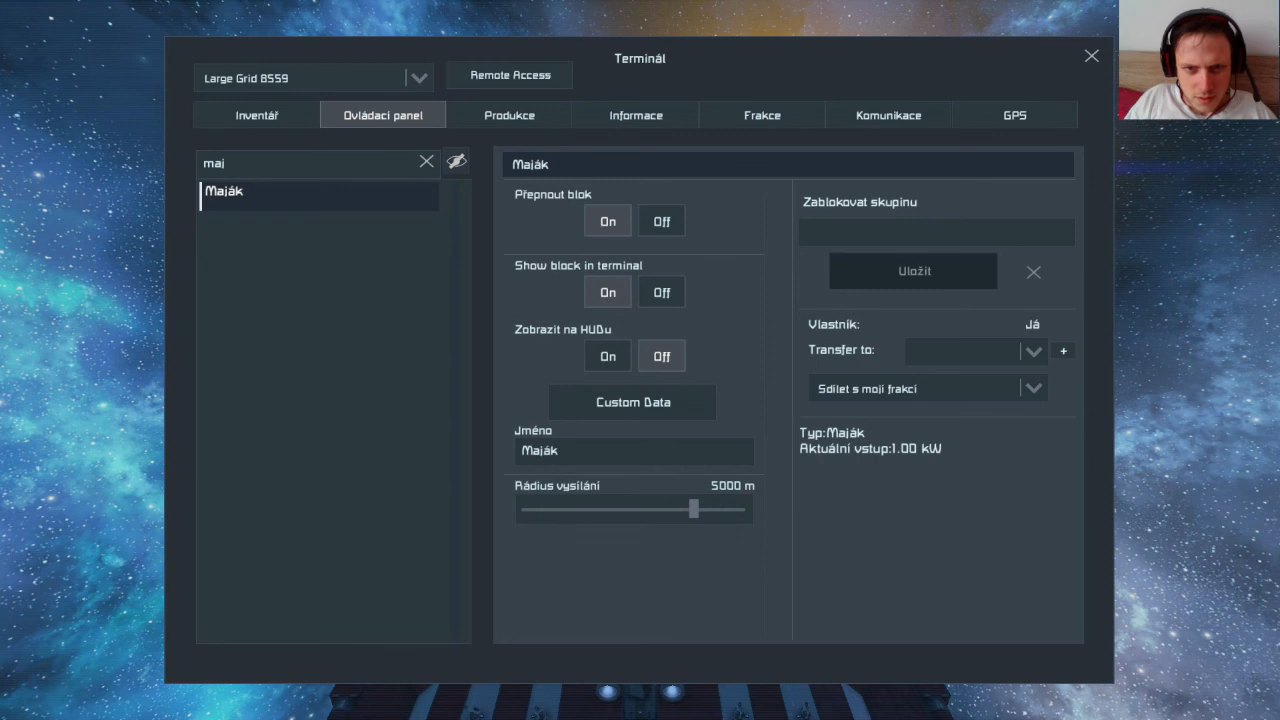 Terminál
Large Grid 8559
Remote Access
Inventář
Ovládací panel
Produkce
Informace
Frakce
Komunikace
GPS
maj
Maják
Maják
Přepnout blok
On
Off
Show block in terminal
On
Off
Zobrazit na HUDu
On
Off
Custom Data
Jméno
Maják
Rádius vysílání
5000 m
Zablokovat skupinu
Uložit
Vlastník:
Já
Transfer to:
+
Sdílet s mojí frakcí
Typ:Maják
Aktuální vstup:1.00 kW